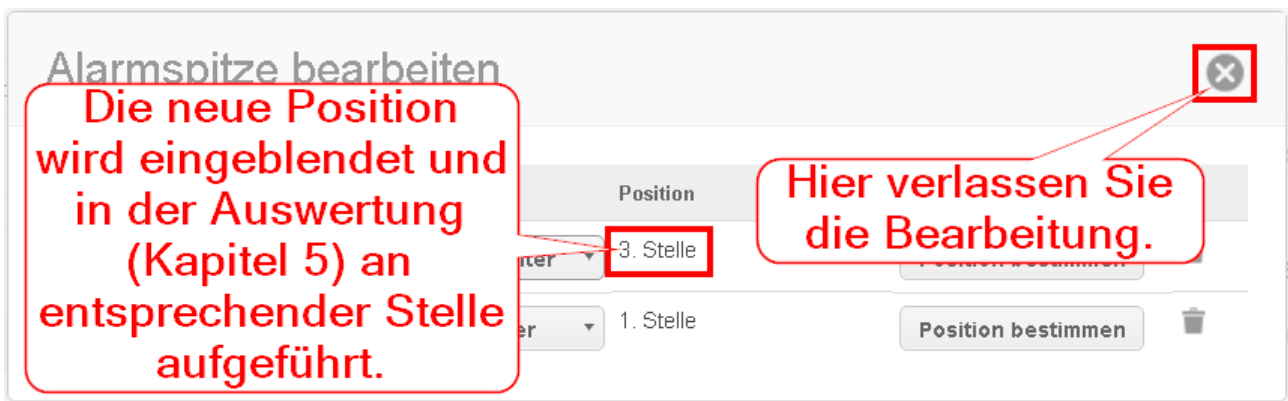 Alarmspitze bearbeiten
Die neue Position
wird eingeblendet und
in der Auswertung
(Kapitel 5) an
entsprechender Stelle
aufgeführt.
Hier verlassen Sie
die Bearbeitung.
Position
3. Stelle
1. Stelle
Position bestimmen